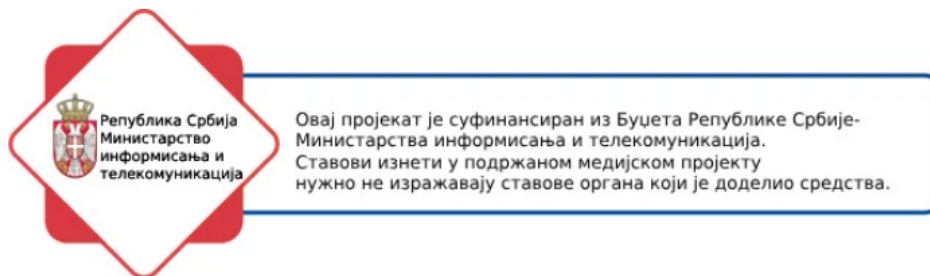 Република Србија
Министарство
информисања и
телекомуникација
Овај пројекат је суфинансиран из Буџета Републике Србије-
Министарства информисања и телекомуникација.
Ставови изнети у подржаном медијском пројекту
нужно не изражавају ставове органа који је доделио средства.